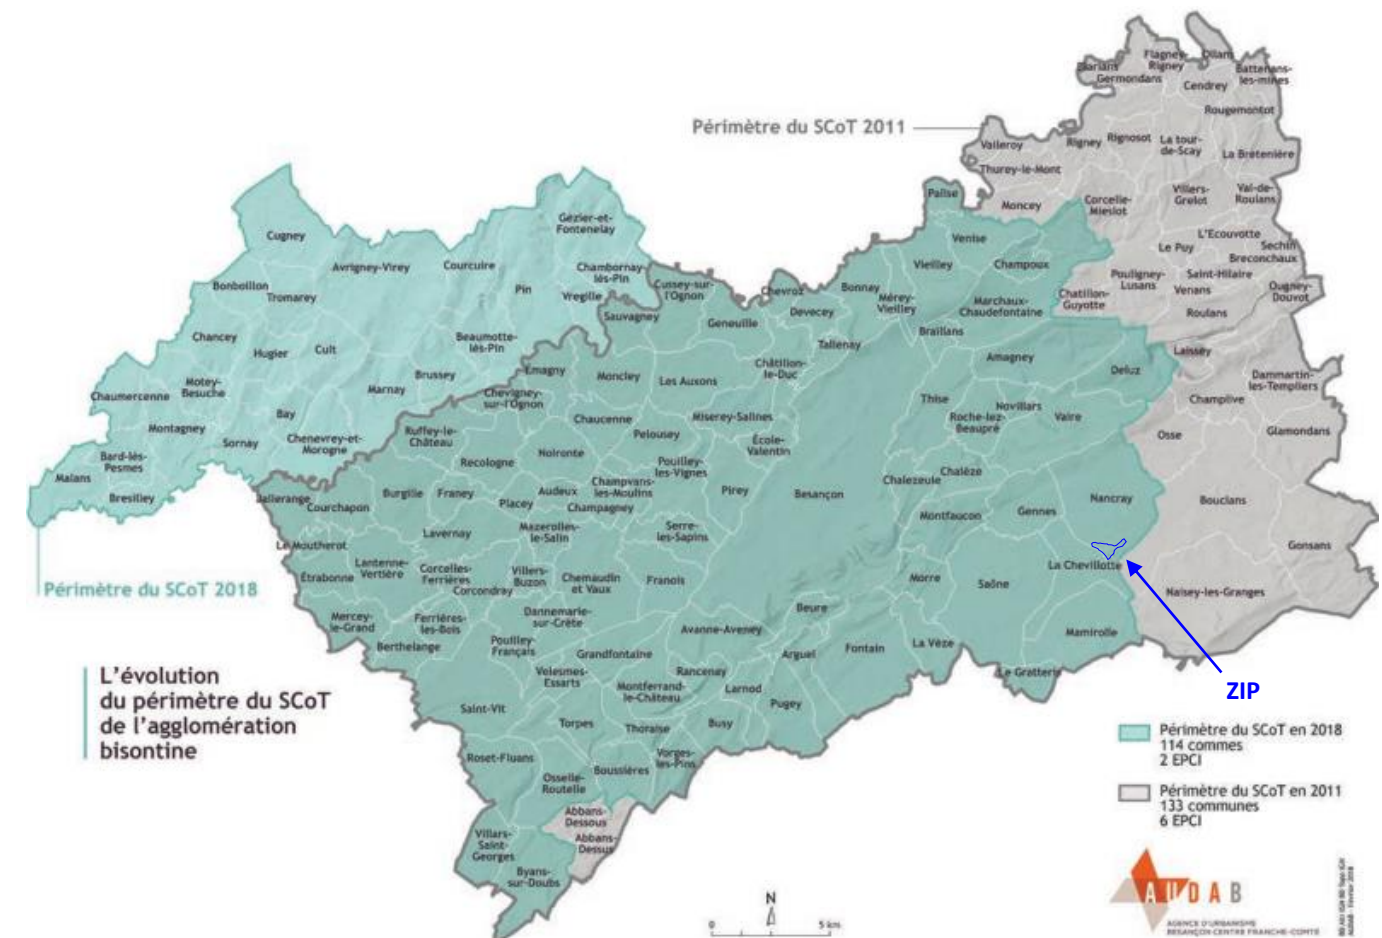 Périmètre du SCoT 2011
Flagney-
Rigney
Ollans
Blarians
Germondans
Cendrey
Battenans-
les-mines
Rougemontot
Valleroy
Rigney
Rignosot
La tour-
de-Scay
La Bretenière
Thurey-le-Mont
Palise
Moncey
Corcelle-
Mieslot
Villers-
Grelot
Val-de-
Roulans
Gézier-et-
Fontenelay
Cugney
Venise
L'Ecouvotte
Le Puy
Sechin
Breconchaux
Avrigney-Virey
Courcuire
Chambornay-
lès-Pin
Vieilley
Champoux
Pouligney-
Lusans
Saint-Hilaire
Venans
Ougney-
Douvot
Bonboillon
Tromarey
Pin
Vregille
Cussey-sur-
l'Ognon
Chevroz
Bonnay
Mérey-
Vieilley
Marchaux-
Chaudefontaine
Chatillon-
Guyotte
Roulans
Sauvagney
Geneuille
Devecey
Braillans
Chancey
Beaumotte-
lès-Pin
Tallenay
Hugier
Cult
Châtillon-
le-Duc
Amagney
Laissey
Deluz
Emagny
Moncley
Les Auxons
Dammartin-
les-Templiers
Chaumercenne
Motey-
Besuche
Marnay
Brussey
Chevigney-
sur-l'Ognon
Thise
Novillars
Champlive
Bay
Chaucenne
Miserey-Salines
Roche-lez-
Beaupré
Vaire
Montagney
Sornay
Chenevrey-et-
Morogne
Ruffey-le-
Château
Pelousey
École-
Valentin
Osse
Glamondans
Bard-lès-
Pesmes
Malans
Recologne
Noironte
Pouilley-
les-Vignes
Chalèze
Chalezeule
Bresilley
Jallerange
Courchapon
Burgille
Franey
Placey
Audeux
Champvans-
les-Moulins
Champagney
Pirey
Besançon
Nancray
Bouclans
Montfaucon
Gennes
Lavernay
Mazerolles-
le-Salin
Serre-
les-Sapins
Le Moutherot
Gonsans
Lantenne-
Vertière
Corcelles-
Ferrières
Corcondray
Villers-
Buzon
Chemaudin
et Vaux
Franois
La Chevillotte
Étrabonne
Morre
Saône
Naisey-les-Granges
Périmètre du SCoT 2018
Mercey-
le-Grand
Ferrières-
les-Bois
Dannemarie-
sur-Crète
Beure
Avanne-Aveney
Mamirolle
Berthelange
Pouilley-
Français
Grandfontaine
Arguel
Fontain
La Vèze
Velesmes-
Essarts
Rancenay
Le Gratteris
Montferrand-
le-Château
Larnod
Pugey
ZIP
L'évolution
du périmètre du SCoT
de l'agglomération
bisontine
Saint-Vit
Torpes
Thoraise
Busy
Roset-Fluans
Osselle-
Routelle
Boussières
Vorges-
les-Pins
Abbans-
Dessous
Abbans-
Dessus
Villars-
Saint-
Georges
Byans-
sur-Doubs
Périmètre du SCoT en 2018
114 commes
2 EPCI
Périmètre du SCoT en 2011
133 communes
6 EPCI
N
0 5 km
AUDAB
AGENCE D'URBANISME
BESANÇON CENTRE FRANCHE-COMTÉ